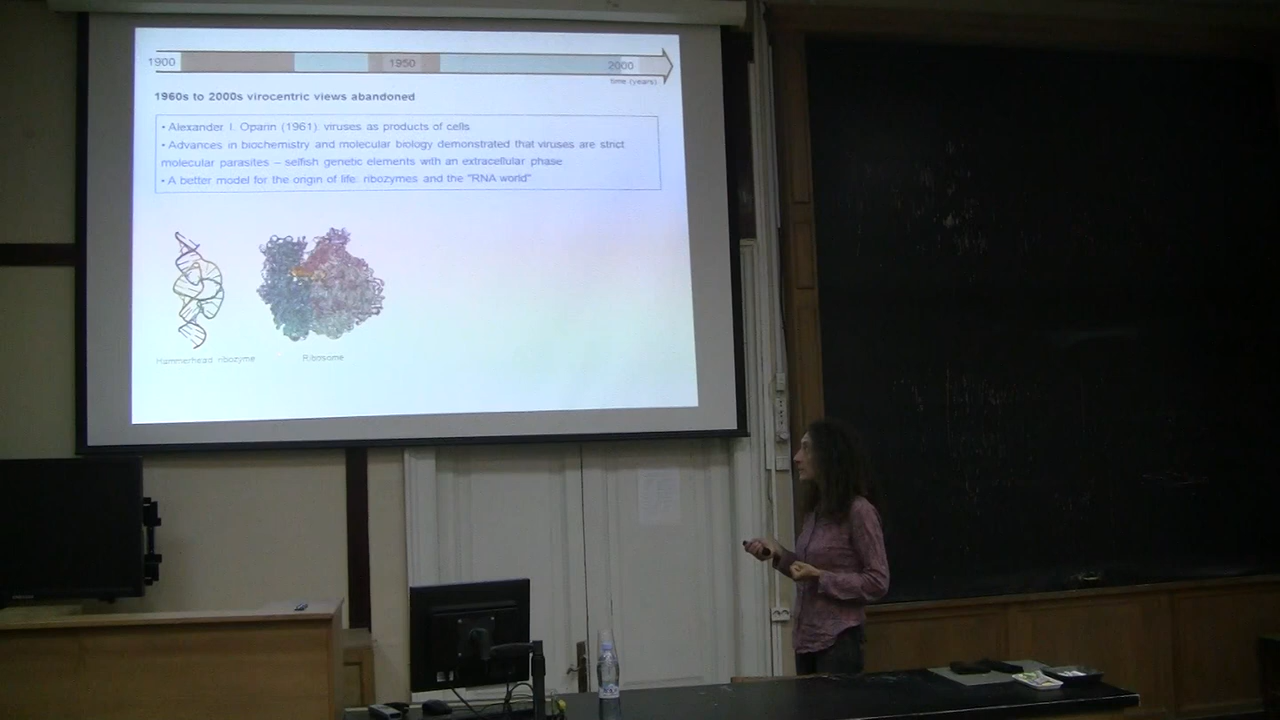 1900 1950 2000
time (years)
1960s to 2000s virocentric views abandoned
• Alexander I. Oparin (1961): viruses as products of cells
• Advances in biochemistry and molecular biology demonstrated that viruses are strict
molecular parasites – selfish genetic elements with an extracellular phase
• A better model for the origin of life: ribozymes and the "RNA world"
Hammerhead ribozyme Ribosome